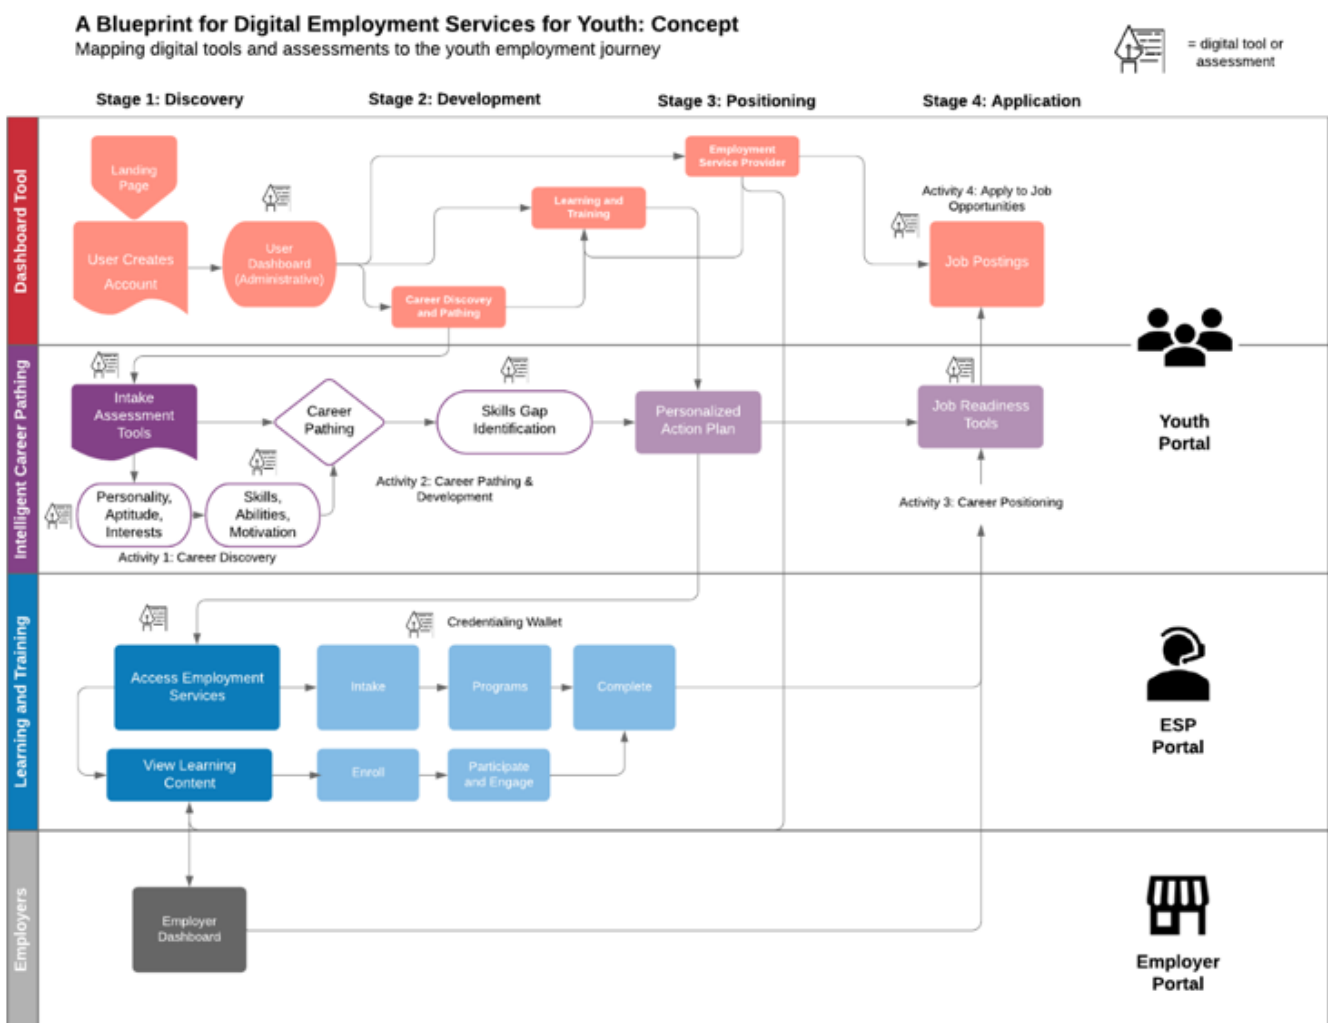 A Blueprint for Digital Employment Services for Youth: Concept
Mapping digital tools and assessments to the youth employment journey
= digital tool or
assessment
Stage 1: Discovery
Stage 2: Development
Stage 3: Positioning
Stage 4: Application
Dashboard Tool
Landing
Page
User Creates
Account
User
Dashboard
(Administrative)
Career Discovey
and Pathing
Learning and
Training
Employment
Service Provider
Activity 4: Apply to Job
Opportunities
Job Postings
Intelligent Career Pathing
Intake
Assessment
Tools
Career
Pathing
Skills Gap
Identification
Personalized
Action Plan
Job Readiness
Tools
Youth
Portal
Personality,
Aptitude,
Interests
Skills,
Abilities,
Motivation
Activity 2: Career Pathing &
Development
Activity 3: Career Positioning
Activity 1: Career Discovery
Learning and Training
Credentialing Wallet
Access Employment
Services
Intake
Programs
Complete
View Learning
Content
Enroll
Participate
and Engage
ESP
Portal
Employers
Employer
Dashboard
Employer
Portal